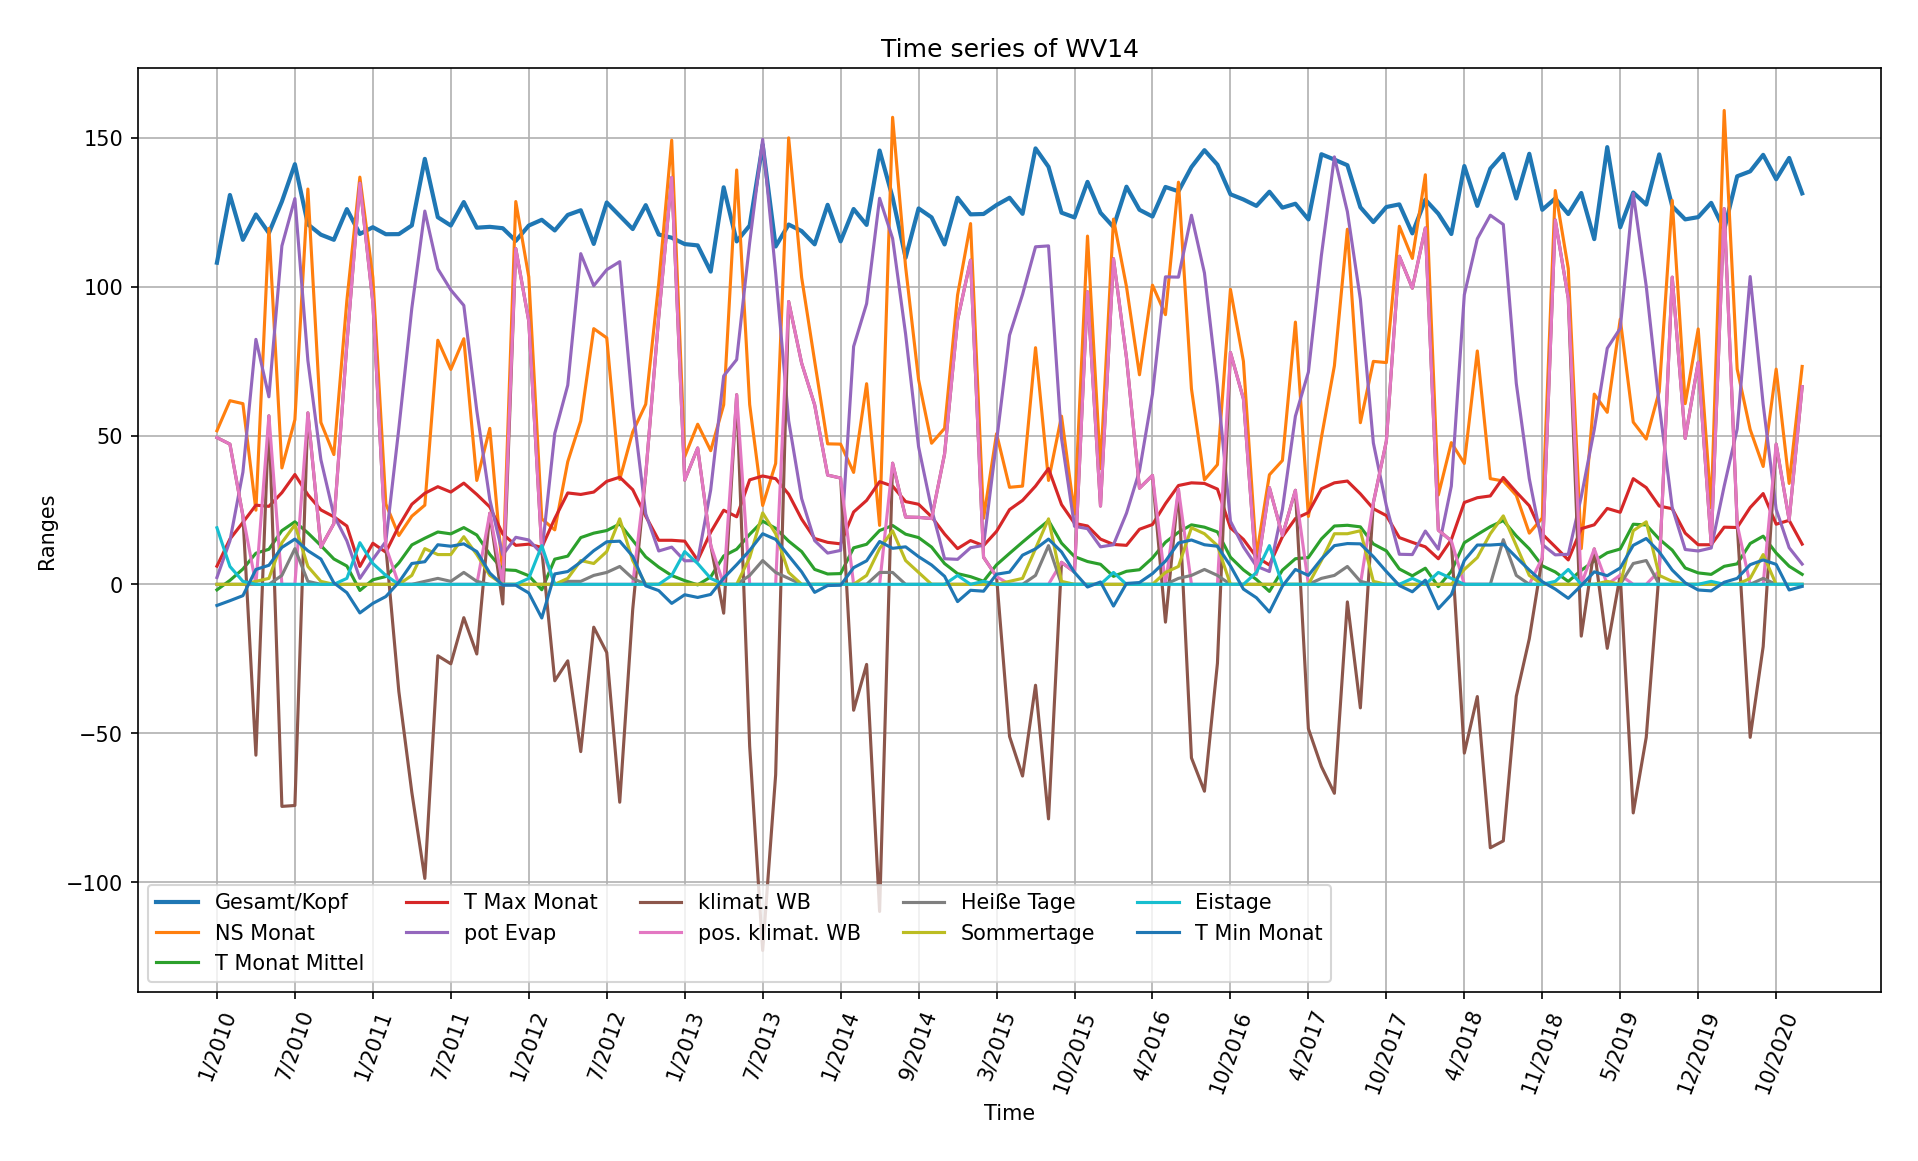 Time series of WV14
Ranges
150
100
50
0
−50
−100
Gesamt/Kopf
NS Monat
T Monat Mittel
T Max Monat
pot Evap
klimat. WB
pos. klimat. WB
Heiße Tage
Sommertage
Eistage
T Min Monat
1/2010
7/2010
1/2011
7/2011
1/2012
7/2012
1/2013
7/2013
1/2014
9/2014
3/2015
10/2015
4/2016
10/2016
4/2017
10/2017
4/2018
11/2018
5/2019
12/2019
10/2020
Time